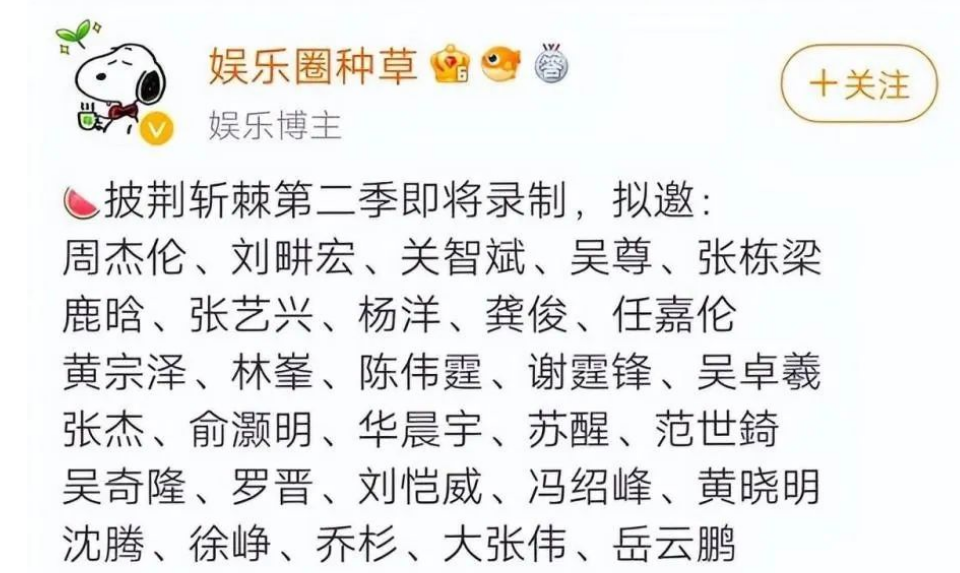 娱乐圈种草
6
答
娱乐博主
V
+关注
披荆斩棘第二季即将录制，拟邀：
周杰伦、刘畊宏、关智斌、吴尊、张栋梁
鹿晗、张艺兴、杨洋、龚俊、任嘉伦
黄宗泽、林峯、陈伟霆、谢霆锋、吴卓羲
张杰、俞灏明、华晨宇、苏醒、范世錡
吴奇隆、罗晋、刘恺威、冯绍峰、黄晓明
沈腾、徐峥、乔杉、大张伟、岳云鹏